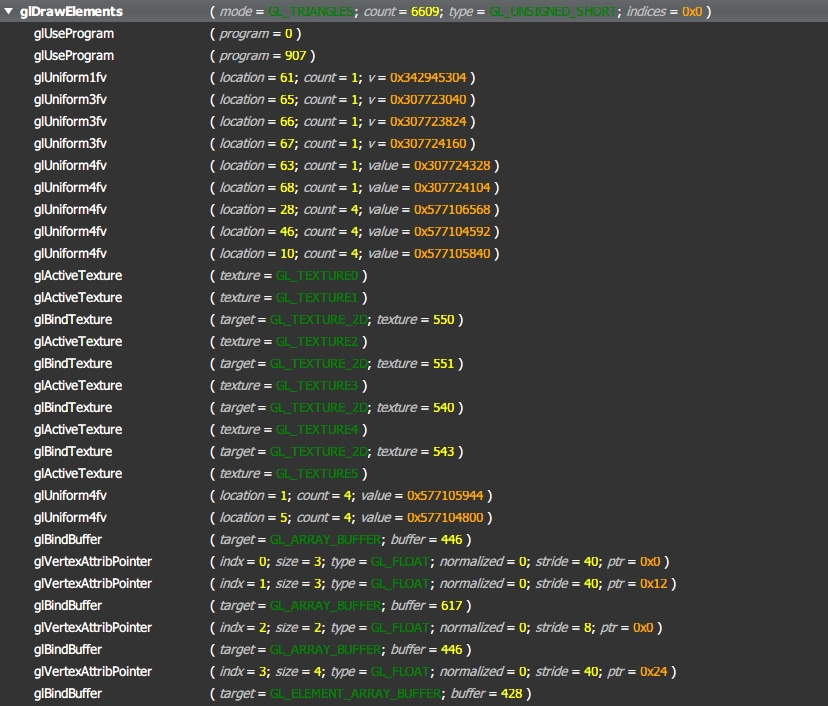 glDrawElements ( mode = GL_TRIANGLES; count = 6609; type = GL_UNSIGNED_SHORT; indices = 0x0 )
glUseProgram ( program = 0 )
glUseProgram ( program = 907 )
glUniform1fv ( location = 61; count = 1; v = 0x342945304 )
glUniform3fv ( location = 65; count = 1; v = 0x307723040 )
glUniform3fv ( location = 66; count = 1; v = 0x307723824 )
glUniform3fv ( location = 67; count = 1; v = 0x307724160 )
glUniform4fv ( location = 63; count = 1; value = 0x307724328 )
glUniform4fv ( location = 68; count = 1; value = 0x307724104 )
glUniform4fv ( location = 28; count = 4; value = 0x577106568 )
glUniform4fv ( location = 46; count = 4; value = 0x577104592 )
glUniform4fv ( location = 10; count = 4; value = 0x577105840 )
glActiveTexture ( texture = GL_TEXTURE0 )
glActiveTexture ( texture = GL_TEXTURE1 )
glBindTexture ( target = GL_TEXTURE_2D; texture = 550 )
glActiveTexture ( texture = GL_TEXTURE2 )
glBindTexture ( target = GL_TEXTURE_2D; texture = 551 )
glActiveTexture ( texture = GL_TEXTURE3 )
glBindTexture ( target = GL_TEXTURE_2D; texture = 540 )
glActiveTexture ( texture = GL_TEXTURE4 )
glBindTexture ( target = GL_TEXTURE_2D; texture = 543 )
glActiveTexture ( texture = GL_TEXTURE5 )
glUniform4fv ( location = 1; count = 4; value = 0x577105944 )
glUniform4fv ( location = 5; count = 4; value = 0x577104800 )
glBindBuffer ( target = GL_ARRAY_BUFFER; buffer = 446 )
glVertexAttribPointer ( indx = 0; size = 3; type = GL_FLOAT; normalized = 0; stride = 40; ptr = 0x0 )
glVertexAttribPointer ( indx = 1; size = 3; type = GL_FLOAT; normalized = 0; stride = 40; ptr = 0x12 )
glBindBuffer ( target = GL_ARRAY_BUFFER; buffer = 617 )
glVertexAttribPointer ( indx = 2; size = 2; type = GL_FLOAT; normalized = 0; stride = 8; ptr = 0x0 )
glBindBuffer ( target = GL_ARRAY_BUFFER; buffer = 446 )
glVertexAttribPointer ( indx = 3; size = 4; type = GL_FLOAT; normalized = 0; stride = 40; ptr = 0x24 )
glBindBuffer ( target = GL_ELEMENT_ARRAY_BUFFER; buffer = 428 )